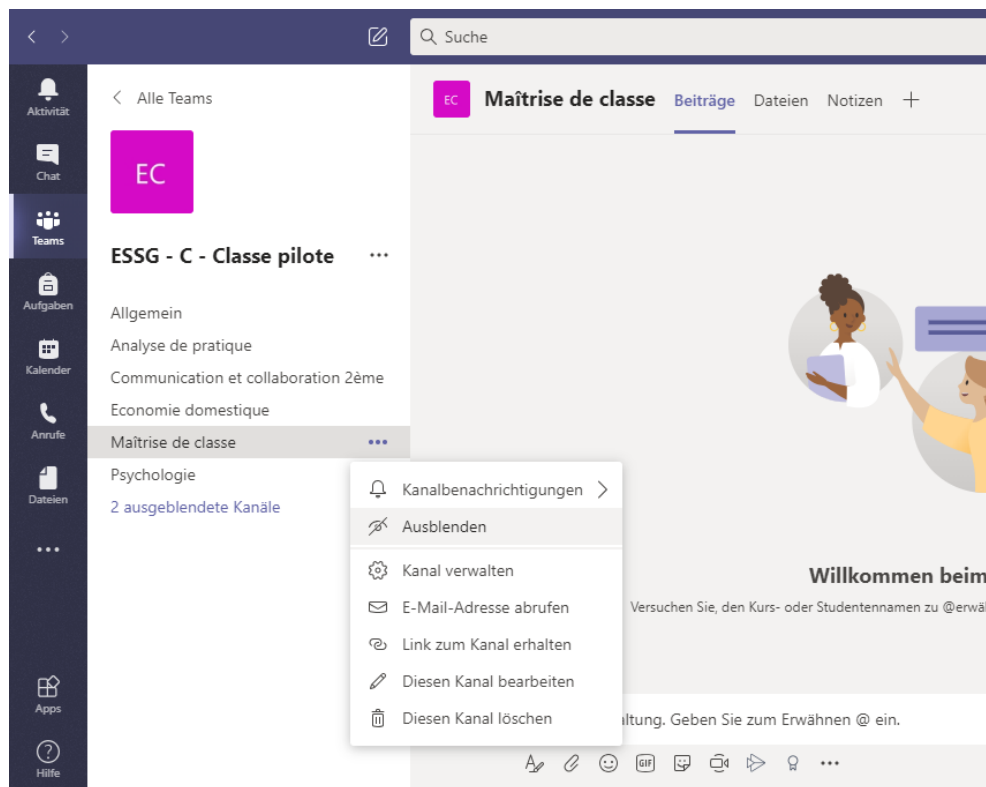 Suche
Aktivität
Chat
Teams
Aufgaben
Kalender
Anrufe
Dateien
Apps
Hilfe
Alle Teams
EC
ESSG - C - Classe pilote
Allgemein
Analyse de pratique
Communication et collaboration 2ème
Economie domestique
Maîtrise de classe
Psychologie
2 ausgeblendete Kanäle
Kanalbenachrichtigungen
Ausblenden
Kanal verwalten
E-Mail-Adresse abrufen
Link zum Kanal erhalten
Diesen Kanal bearbeiten
Diesen Kanal löschen
EC Maîtrise de classe Beiträge Dateien Notizen
Willkommen beim
Versuchen Sie, den Kurs- oder Studentennamen zu
Geben Sie zum Erwähnen @ ein.
GIF